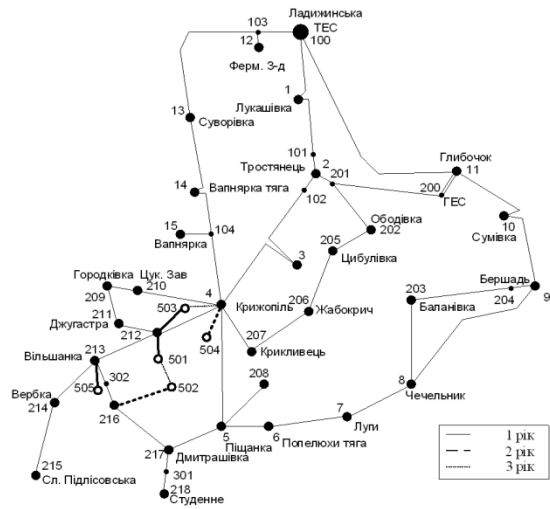 103
Ладижинська
ТЕС
100
12
Ферм. З-д
1
Лукашівка
13
Суворівка
101
Тростянець
2
201
102
Глибочок
11
200
ГЕС
14
Вапнярка тяга
15
104
Вапнярка
Ободівка
202
205
Цибулівка
10
Сумівка
3
Городківка
Цук. Зав
210
209
4
503
Крижопіль
211
Джугастра
212
504
206
Жабокрич
203
Баланівка
Бершадь
204
9
207
Крикливець
Вільшанка
213
501
302
505
502
208
Вербка
214
216
7
8
Чечельник
Луги
5
6
Піщанка
Попелюхи тяга
217
Дмитрашівка
215
Сл. Підлісовська
301
218
Студенне
1 рік
2 рік
3 рік